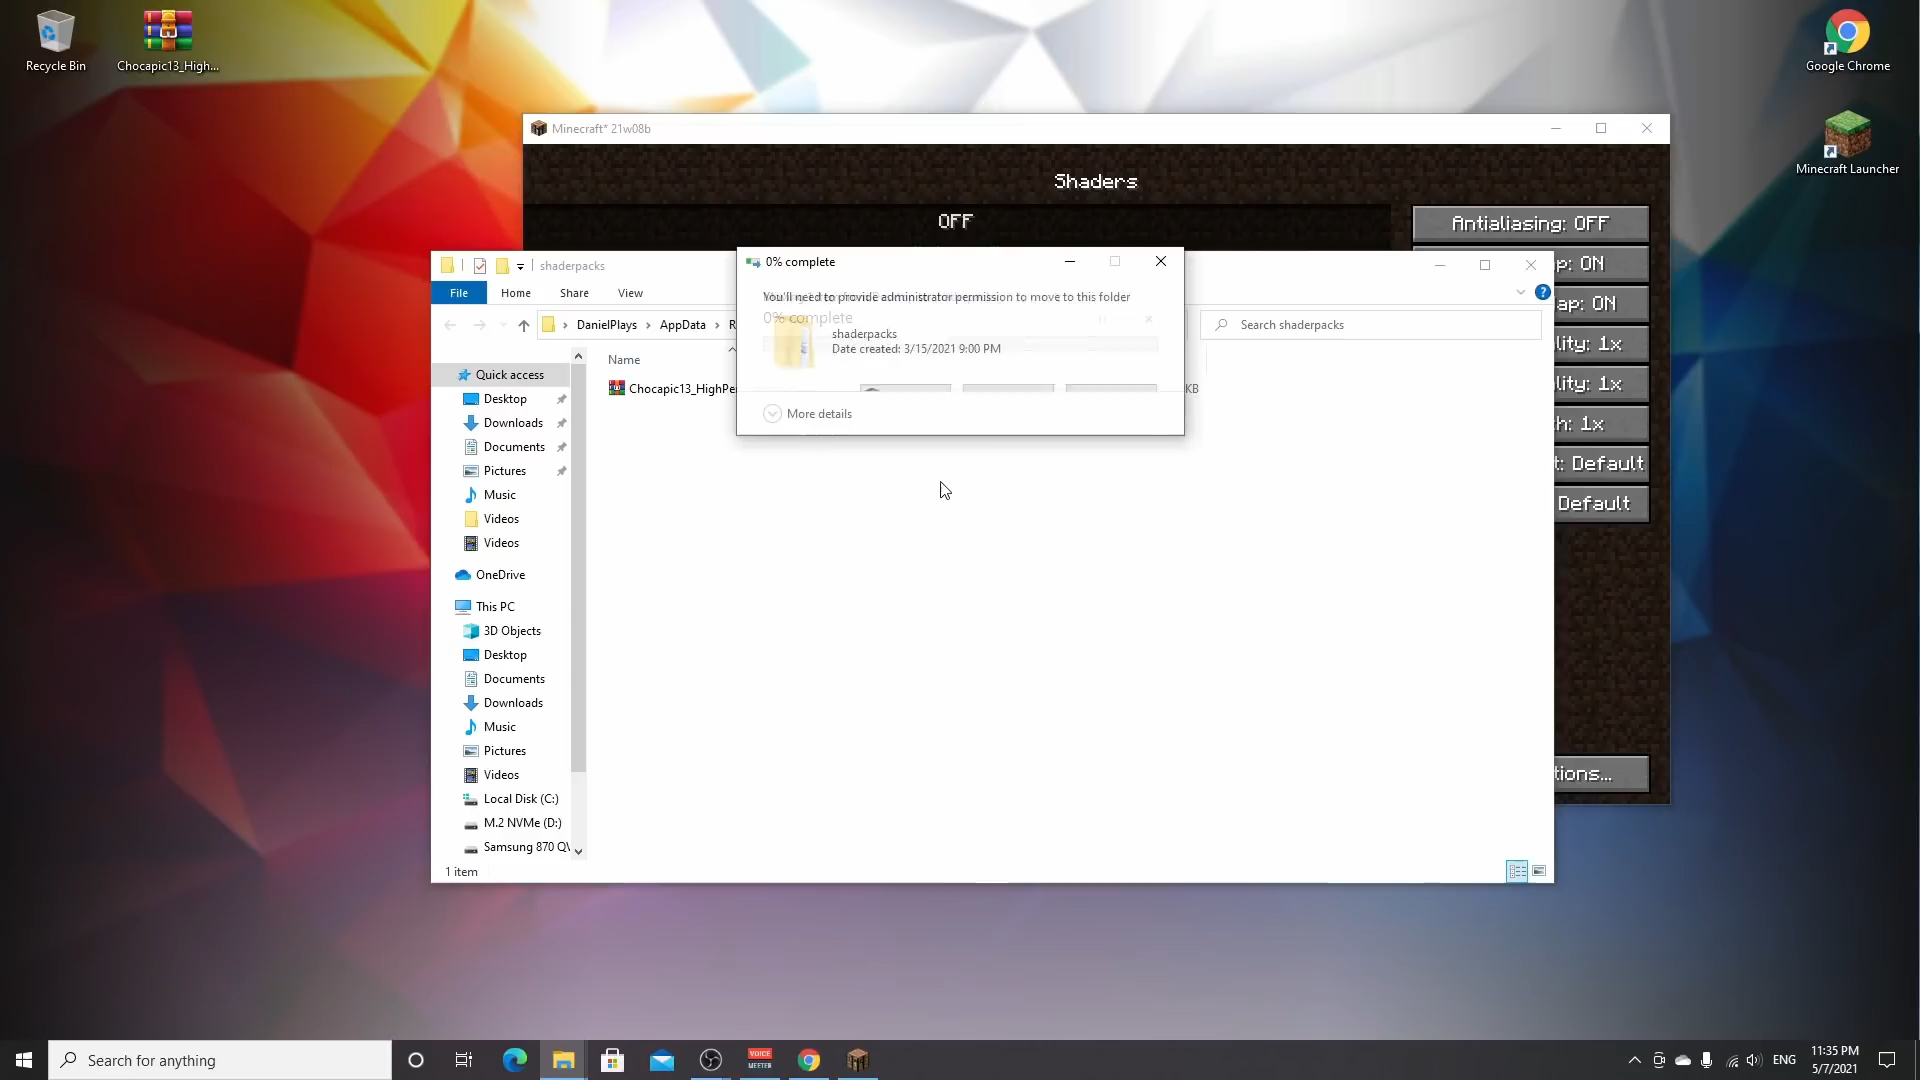 Recycle Bin
Chocapic13_High...
Google Chrome
Minecraft Launcher
Minecraft* 21w08b
Shaders
OFF
Antialiasing: OFF
p: ON
ap: ON
lity: 1x
lity: 1x
h: 1x
t: Default
Default
tions...
shaderpacks
File
Home
Share
View
DanielPlays
AppData
R
Search shaderpacks
Name
Chocapic13_HighPe
KB
0% complete
You'll need to provide administrator permission to move to this folder
0% complete
shaderpacks
Date created: 3/15/2021 9:00 PM
More details
Quick access
Desktop
Downloads
Documents
Pictures
Music
Videos
Videos
OneDrive
This PC
3D Objects
Desktop
Documents
Downloads
Music
Pictures
Videos
Local Disk (C:)
M.2 NVMe (D:)
Samsung 870 QV
1 item
Search for anything
VOICE
MEETER
ENG
11:35 PM
5/7/2021